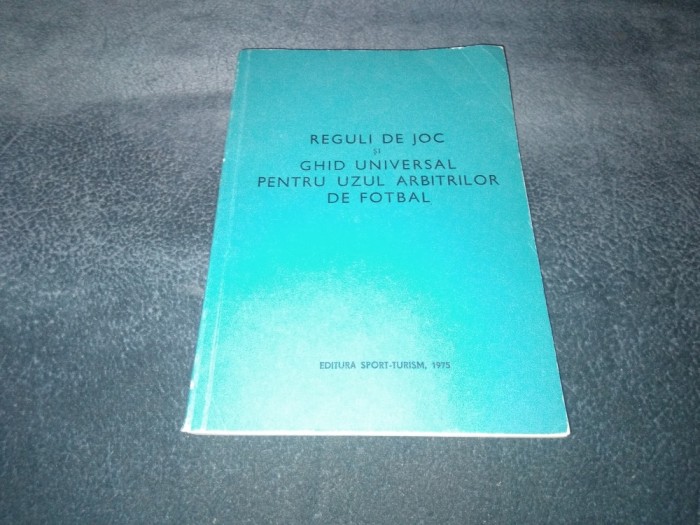 REGULI DE JOC
ȘI
GHID UNIVERSAL
PENTRU UZUL ARBITRILOR
DE FOTBAL
EDITURA SPORT-TURISM, 1975